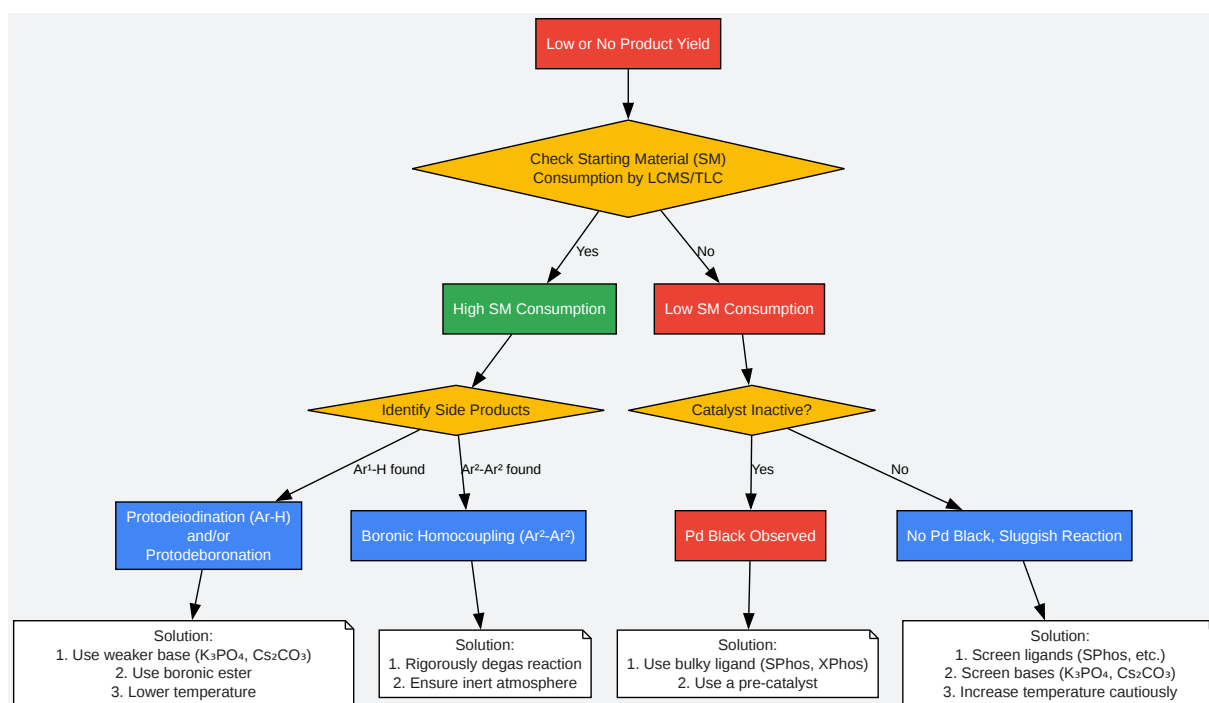 Low or No Product Yield
Check Starting Material (SM)
Consumption by LCMS/TLC
Yes
No
High SM Consumption
Low SM Consumption
Identify Side Products
Catalyst Inactive?
Ar¹-H found
Ar²-Ar² found
Yes
No
Protodeiodination (Ar-H)
and/or
Protodeboronation
Boronic Homocoupling (Ar²-Ar²)
Pd Black Observed
No Pd Black, Sluggish Reaction
Solution:
1. Use weaker base (K₃PO₄, Cs₂CO₃)
2. Use boronic ester
3. Lower temperature
Solution:
1. Rigorously degas reaction
2. Ensure inert atmosphere
Solution:
1. Use bulky ligand (SPhos, XPhos)
2. Use a pre-catalyst
Solution:
1. Screen ligands (SPhos, etc.)
2. Screen bases (K₃PO₄, Cs₂CO₃)
3. Increase temperature cautiously